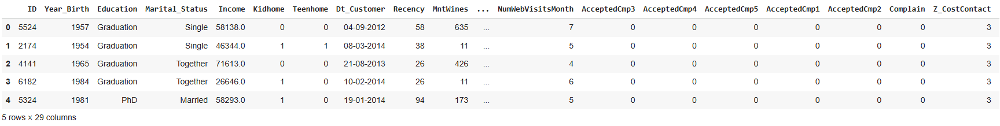 ID Year_Birth Education Marital_Status Income Kidhome Teenhome Dt_Customer Recency MntWines ... NumWebVisitsMonth AcceptedCmp3 AcceptedCmp4 AcceptedCmp5 AcceptedCmp1 AcceptedCmp2 Complain Z_CostContact
0 5524 1957 Graduation Single 58138.0 0 0 04-09-2012 58 635 ... 7 0 0 0 0 0 0 3
1 2174 1954 Graduation Single 46344.0 1 1 08-03-2014 38 11 ... 5 0 0 0 0 0 0 3
2 4141 1965 Graduation Together 71613.0 0 0 21-08-2013 26 426 ... 4 0 0 0 0 0 0 3
3 6182 1984 Graduation Together 26646.0 1 0 10-02-2014 26 11 ... 6 0 0 0 0 0 0 3
4 5324 1981 PhD Married 58293.0 1 0 19-01-2014 94 173 ... 5 0 0 0 0 0 0 3
5 rows × 29 columns